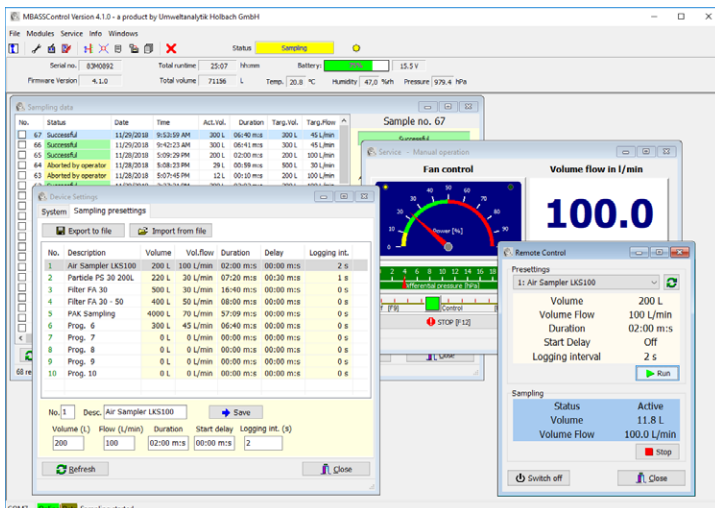 MBASSControl Version 4.1.0 - a product by Umweltanalytik Holbach GmbH
File Modules Service Info Windows
Status Sampling
Serial no. 83M0892 Total runtime 25:07 hh:mm Battery: 15.5 V
Firmware Version 4.1.0 Total volume 71156 L Temp. 20.8 °C Humidity 47,0 %rh Pressure 979.4 hPa
Sampling data
No. Status Date Time Act.Vol. Duration Targ.Vol. Targ.Flow
67 Successful 11/29/2018 9:53:59 AM 300 L 06:40 m:s 300 L 45 L/min
66 Successful 11/29/2018 9:42:23 AM 300 L 06:41 m:s 300 L 45 L/min
65 Successful 11/28/2018 5:09:29 PM 200 L 02:00 m:s 200 L 100 L/min
64 Aborted by operator 11/28/2018 5:08:23 PM 29 L 00:59 m:s 500 L 30 L/min
63 Aborted by operator 11/28/2018 5:07:45 PM 12 L 00:10 m:s 200 L 100 L/min
Sample no. 67
Successful
Service - Manual operation
Fan control
Volume flow in l/min
Power [%]
100.0
2 4 6 8 10 12 14 16 18
Differential pressure [hPa]
[F9] Control
STOP [F12]
Device Settings
System Sampling presettings
Export to file Import from file
No. Description Volume Vol.flow Duration Delay Logging int.
1 Air Sampler LKS100 200 L 100 L/min 02:00 m:s 00:00 m:s 2 s
2 Particle PS 30 200L 220 L 30 L/min 07:20 m:s 00:30 m:s 1 s
3 Filter FA 30 500 L 30 L/min 16:40 m:s 00:00 m:s 0 s
4 Filter FA 30 - 50 400 L 50 L/min 08:00 m:s 00:00 m:s 0 s
5 PAK Sampling 4000 L 70 L/min 57:09 m:s 00:00 m:s 0 s
6 Prog. 6 300 L 45 L/min 06:40 m:s 00:00 m:s 0 s
7 Prog. 7 0 L 0 L/min 00:00 m:s 00:00 m:s 0 s
8 Prog. 8 0 L 0 L/min 00:00 m:s 00:00 m:s 0 s
9 Prog. 9 0 L 0 L/min 00:00 m:s 00:00 m:s 0 s
10 Prog. 10 0 L 0 L/min 00:00 m:s 00:00 m:s 0 s
No. 1 Desc. Air Sampler LKS100 Save
Volume (L) Flow (L/min) Duration Start delay Logging int. (s)
200 100 02:00 m:s 00:00 m:s 2
Refresh Close
68 re
Close
Remote Control
Presettings
1: Air Sampler LKS100
Volume 200 L
Volume Flow 100 L/min
Duration 02:00 m:s
Start Delay Off
Logging interval 2 s
Run
Sampling
Status Active
Volume 11.8 L
Volume Flow 100.0 L/min
Stop
Switch off Close